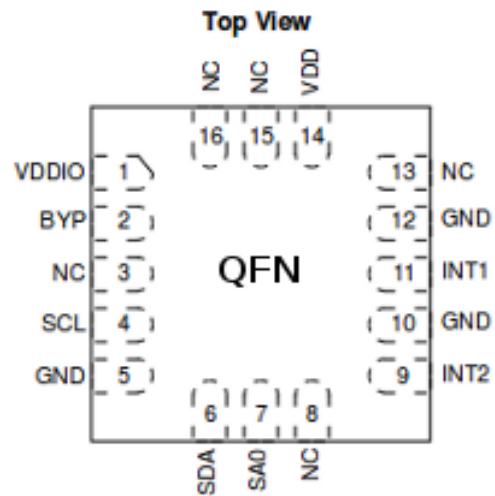 Top View
NC NC VDD
16 15 14
VDDIO 1 13 NC
BYP 2 12 GND
NC 3 QFN 11 INT1
SCL 4 10 GND
GND 5 9 INT2
6 7 8
SDA SA0 NC